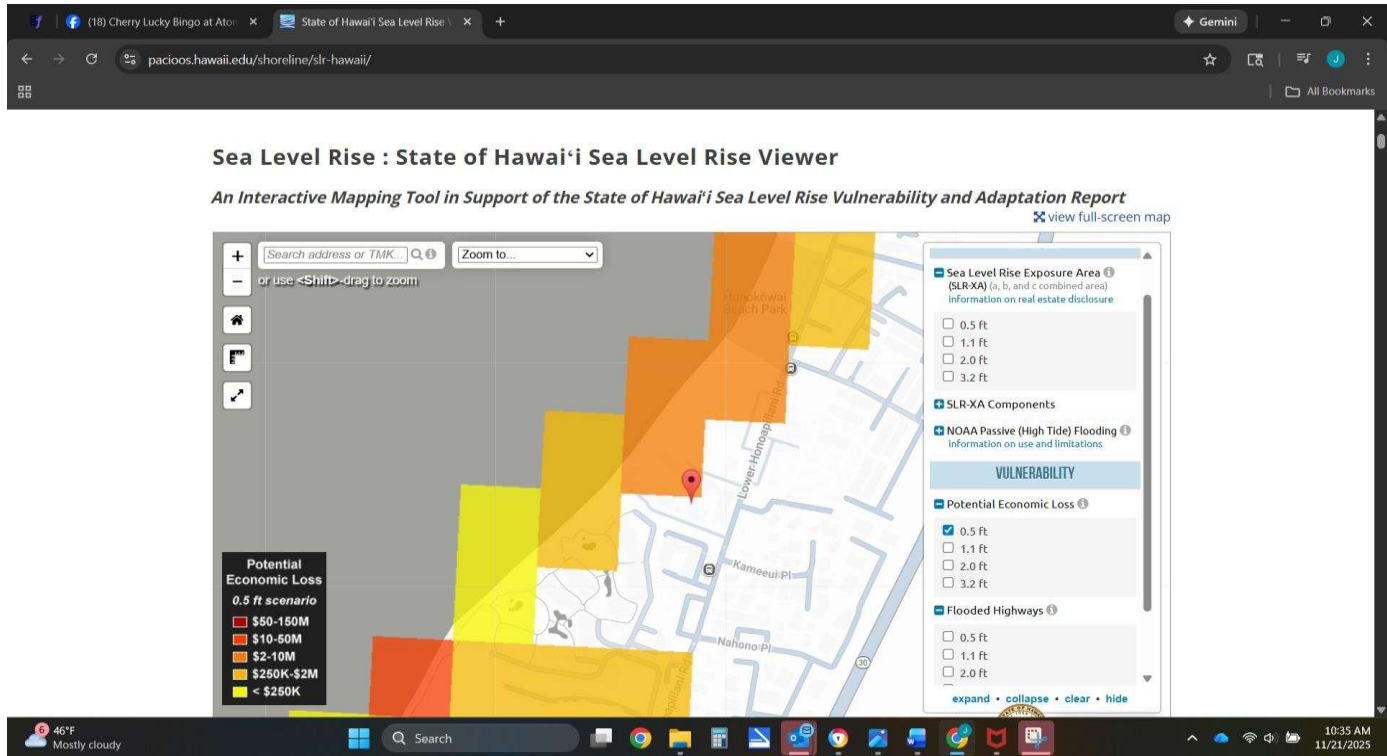 (18) Cherry Lucky Bingo at Aton
State of Hawaiʻi Sea Level Rise
Gemini
pacioos.hawaii.edu/shoreline/slr-hawaii/
All Bookmarks
Sea Level Rise : State of Hawaiʻi Sea Level Rise Viewer
An Interactive Mapping Tool in Support of the State of Hawaiʻi Sea Level Rise Vulnerability and Adaptation Report
view full-screen map
+
Search address or TMK...
Zoom to...
−
or use <Shift>-drag to zoom
Honokōwai
Beach Park
Lower Honoapiilani Rd
Kameeui Pl
Nahono Pl
30
Sea Level Rise Exposure Area
(SLR-XA) (a, b, and c combined area)
information on real estate disclosure
0.5 ft
1.1 ft
2.0 ft
3.2 ft
SLR-XA Components
NOAA Passive (High Tide) Flooding
information on use and limitations
VULNERABILITY
Potential Economic Loss
0.5 ft
1.1 ft
2.0 ft
3.2 ft
Flooded Highways
0.5 ft
1.1 ft
2.0 ft
expand • collapse • clear • hide
Potential
Economic Loss
0.5 ft scenario
$50-150M
$10-50M
$2-10M
$250K-$2M
< $250K
6
46°F
Mostly cloudy
Search
10:35 AM
11/21/2025